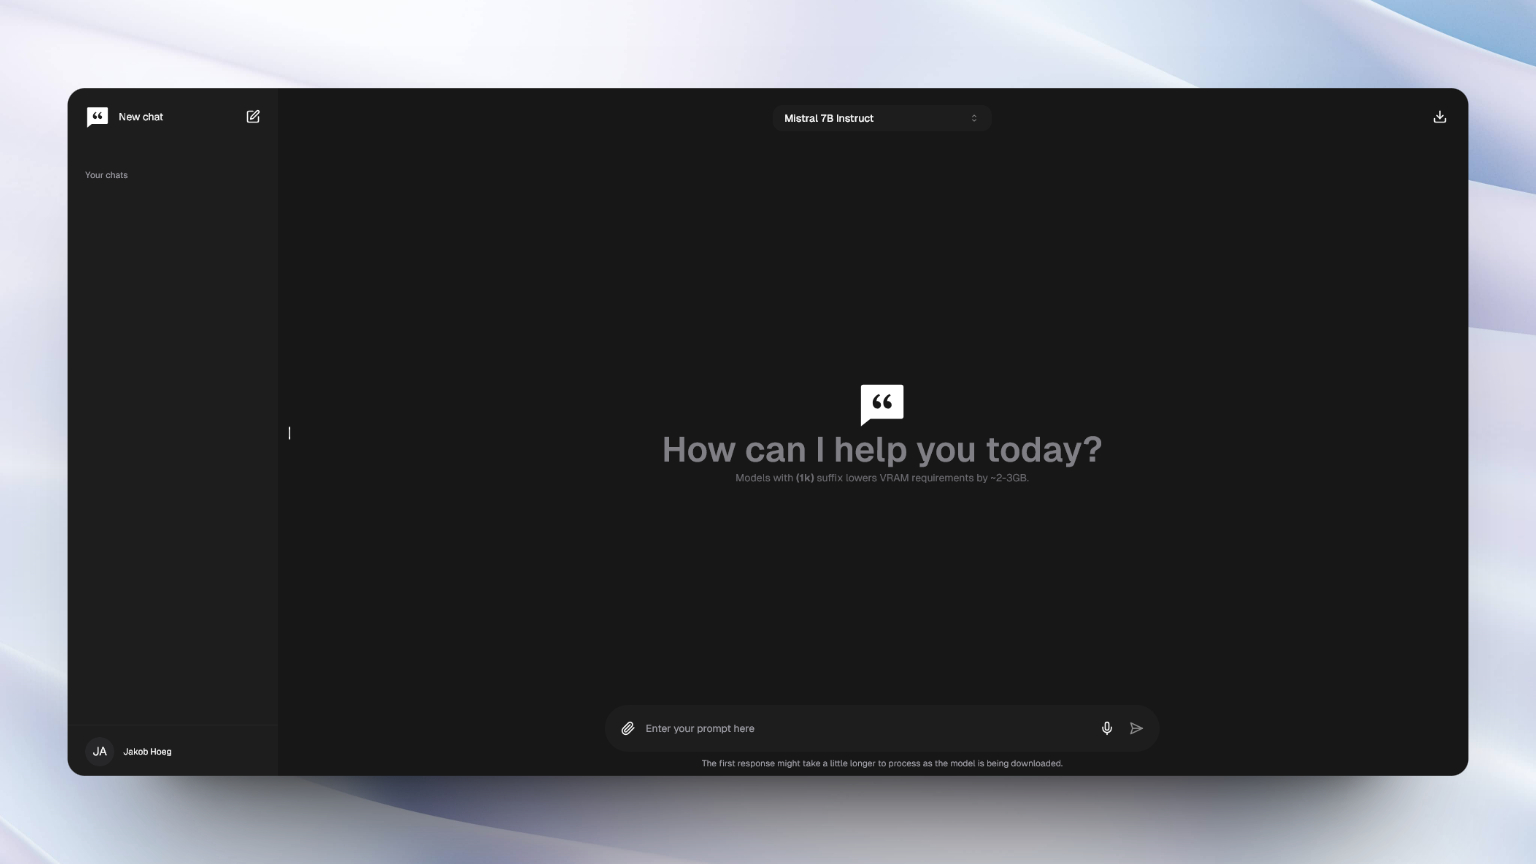 New chat
Your chats
JA
Jakob Hoeg
Mistral 7B Instruct
How can I help you today?
Models with (1k) suffix lowers VRAM requirements by ~2-3GB.
Enter your prompt here
The first response might take a little longer to process as the model is being downloaded.